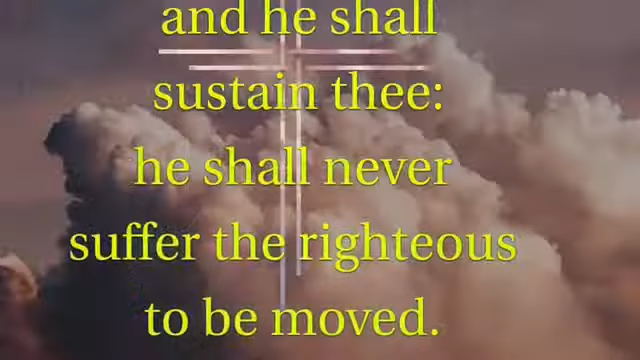 and he shall
sustain thee:
he shall never
suffer the righteous
to be moved.